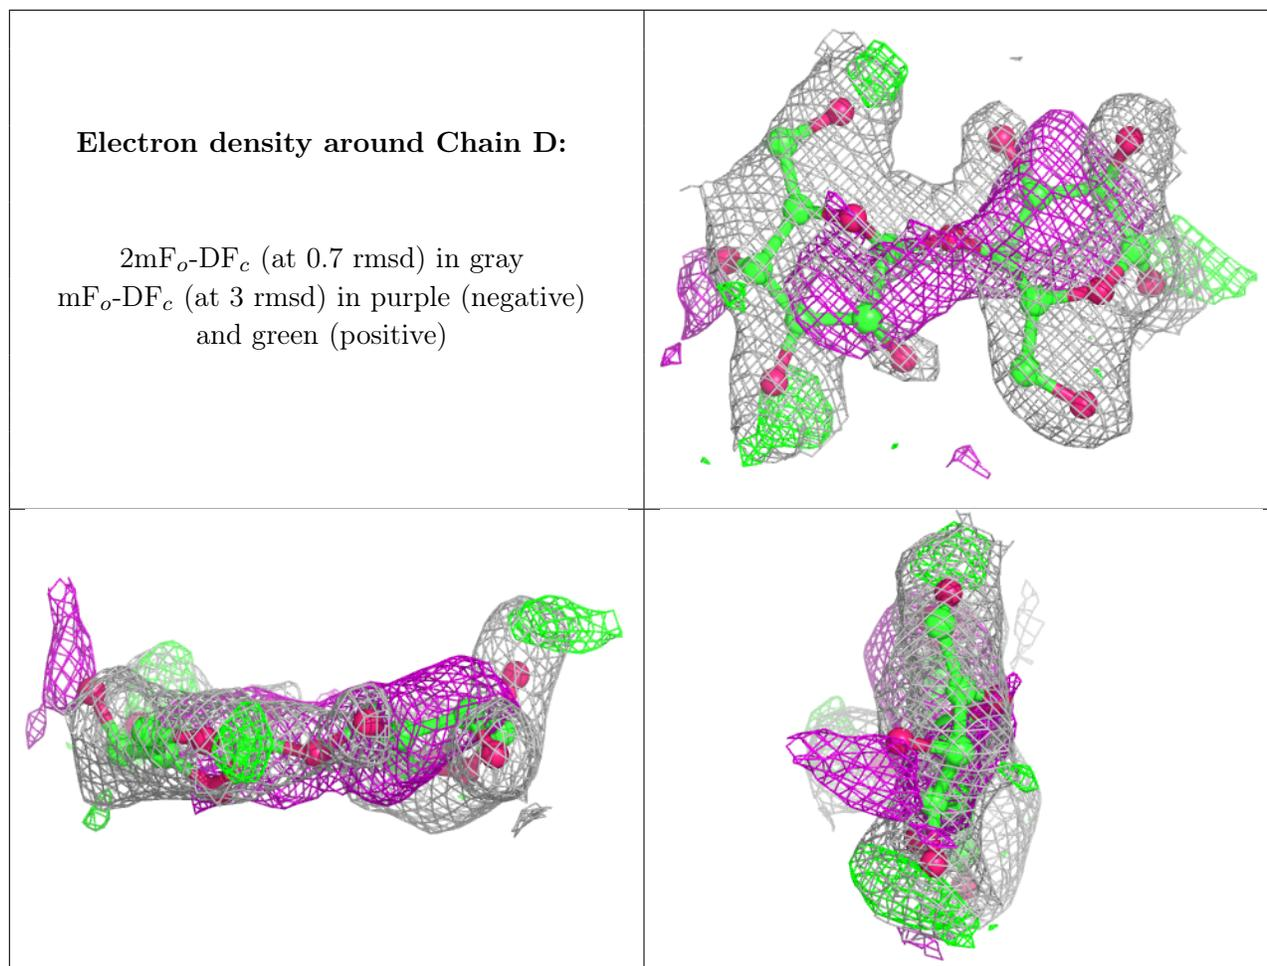 Electron density around Chain D:
2mFo-DFc (at 0.7 rmsd) in gray
mFo-DFc (at 3 rmsd) in purple (negative)
and green (positive)